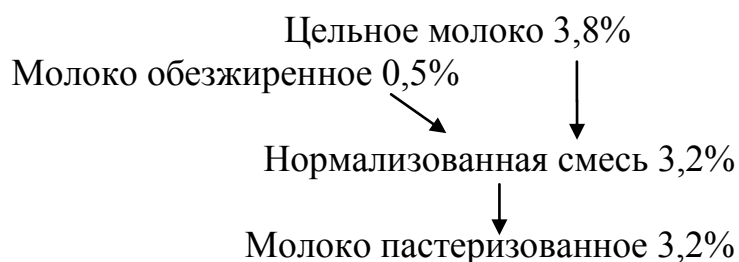 Цельное молоко 3,8%
Молоко обезжиренное 0,5%
Нормализованная смесь 3,2%
Молоко пастеризованное 3,2%